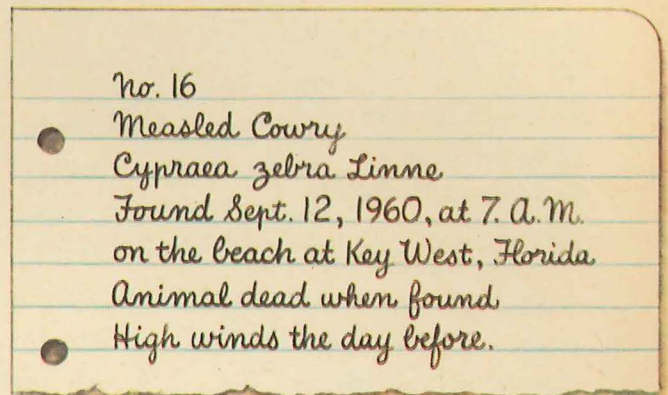 No. 16
Measled Cowry
Cypraea zebra Linne
Found Sept. 12, 1960, at 7. A.M.
on the beach at Key West, Florida
Animal dead when found
High winds the day before.